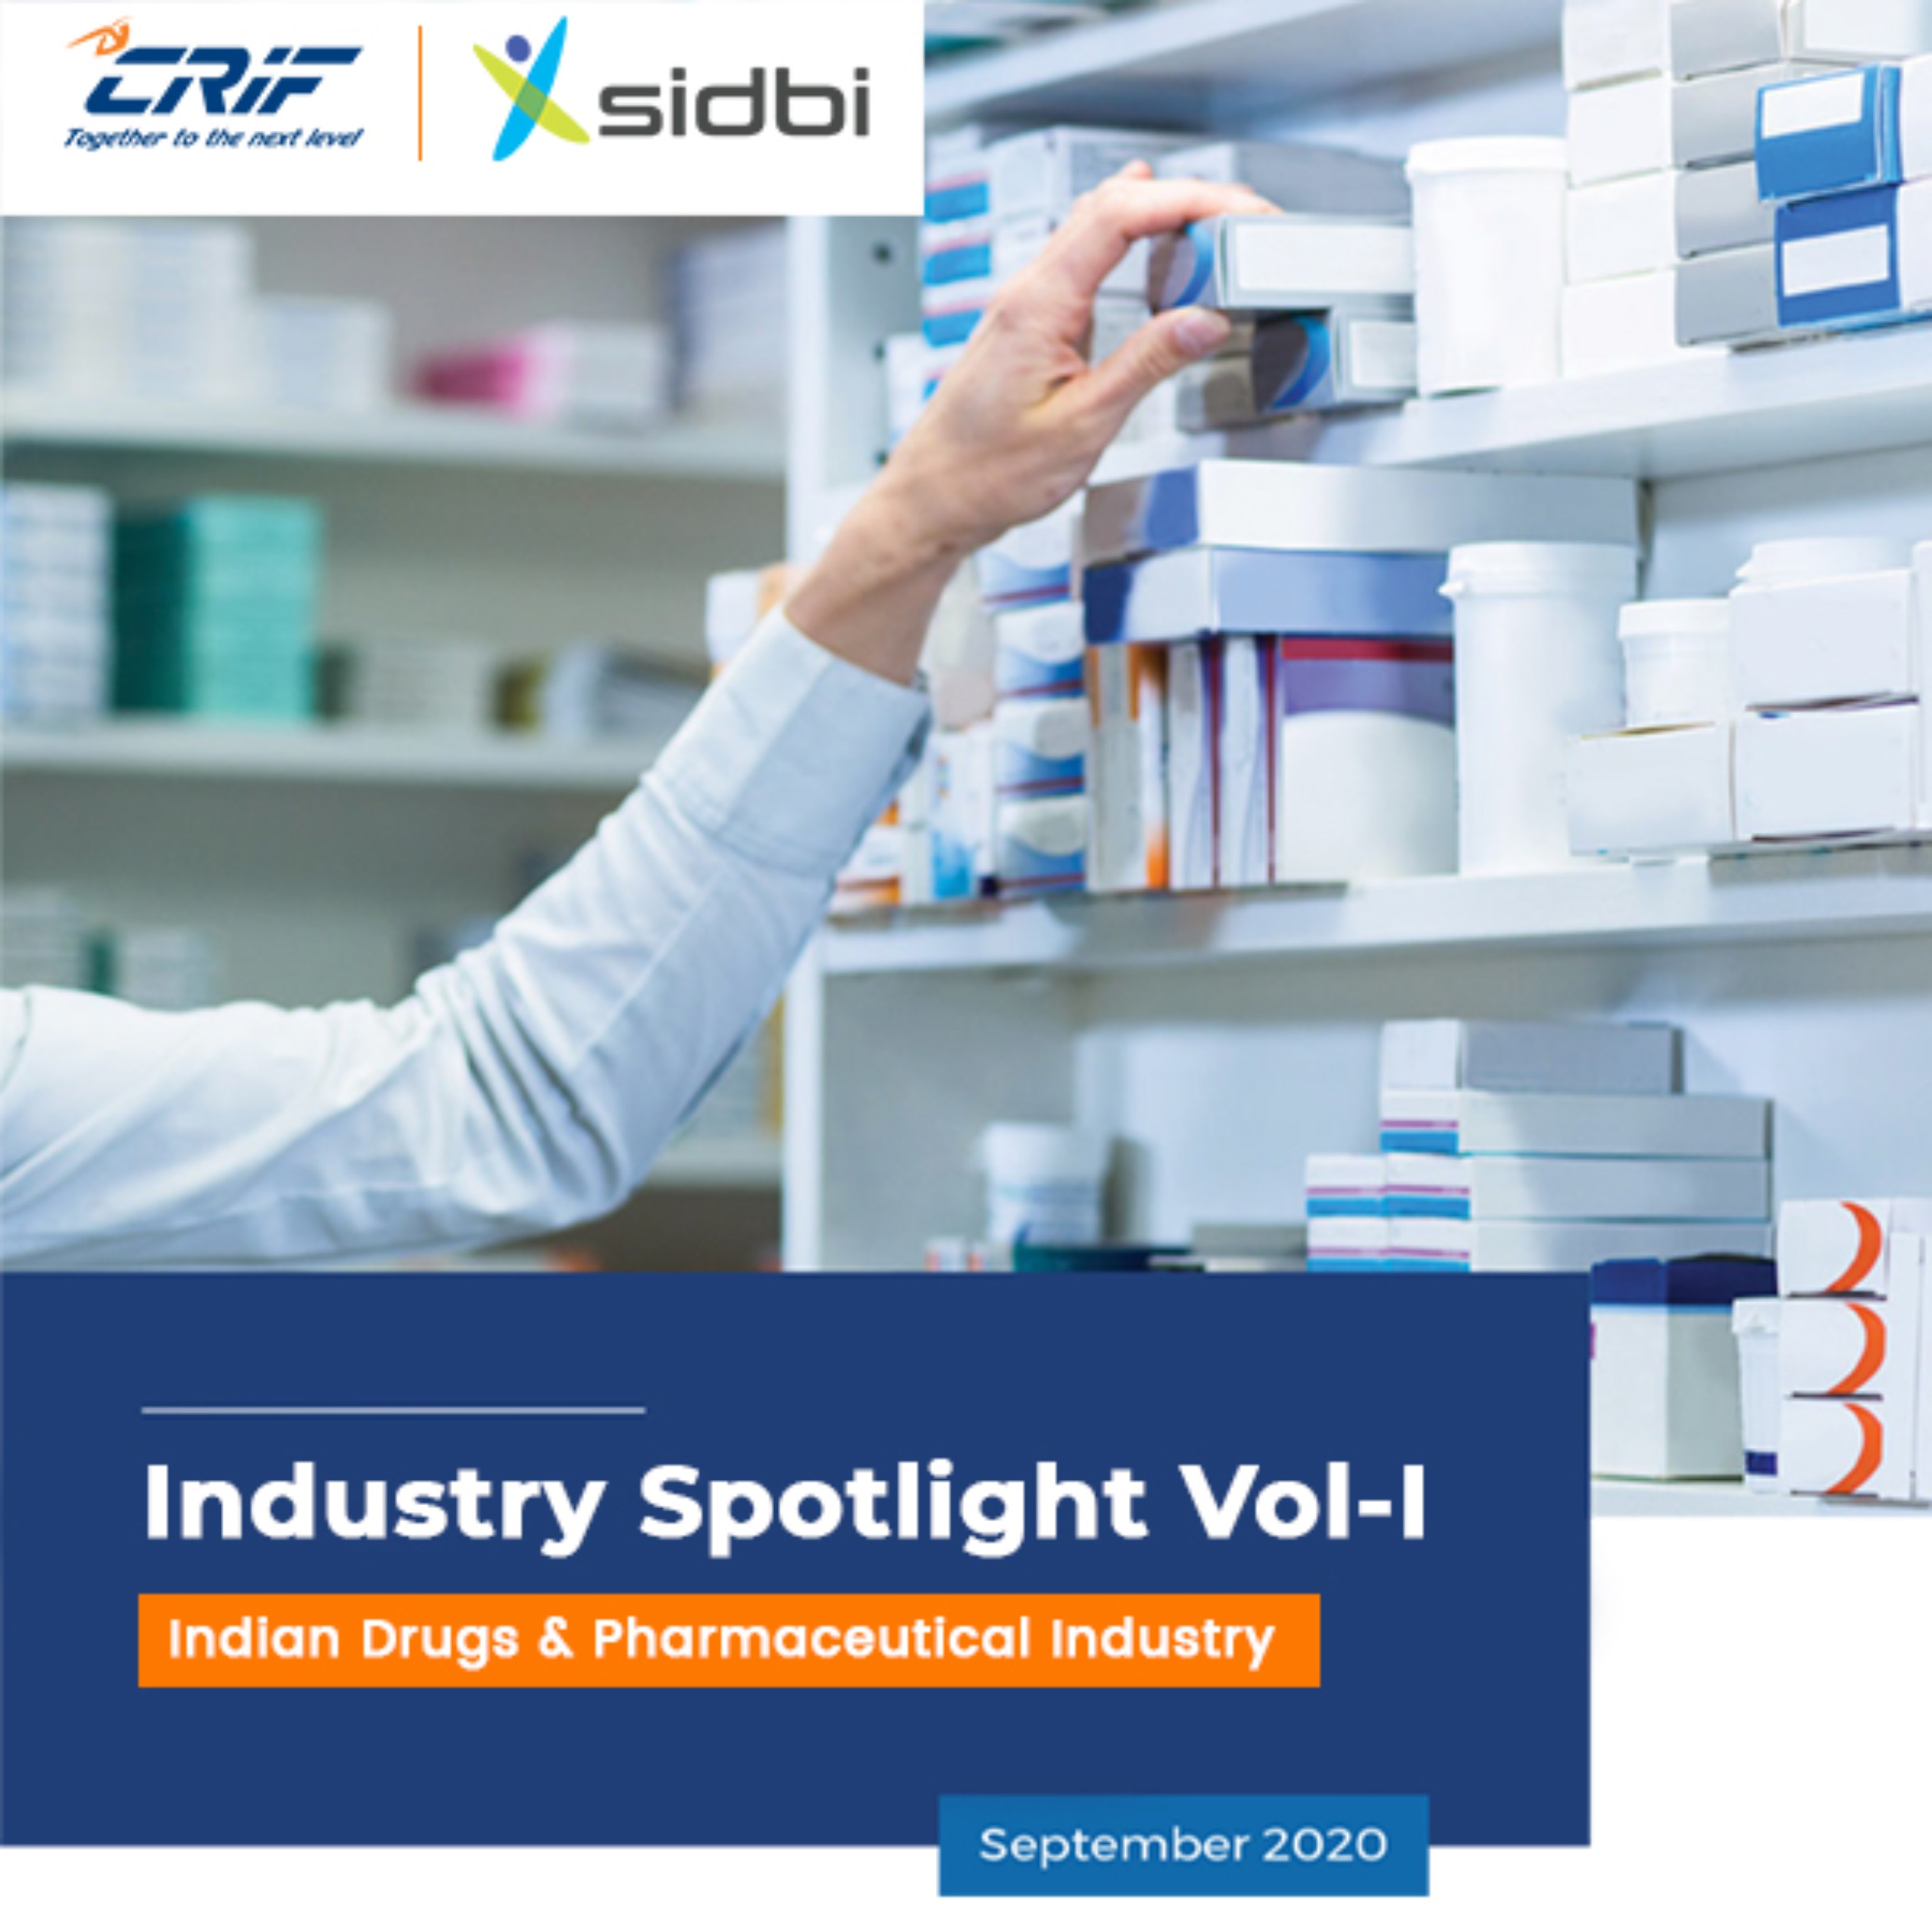 CRIF
Together to the next level
sidbi
Industry Spotlight Vol-I
Indian Drugs & Pharmaceutical Industry
September 2020